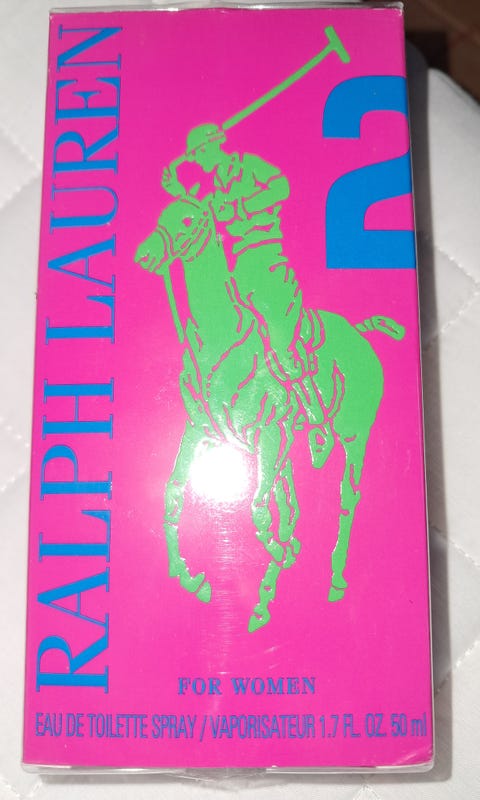 RALPH LAUREN
2
FOR WOMEN
EAU DE TOILETTE SPRAY / VAPORISATEUR 1.7 FL. OZ. 50 ml